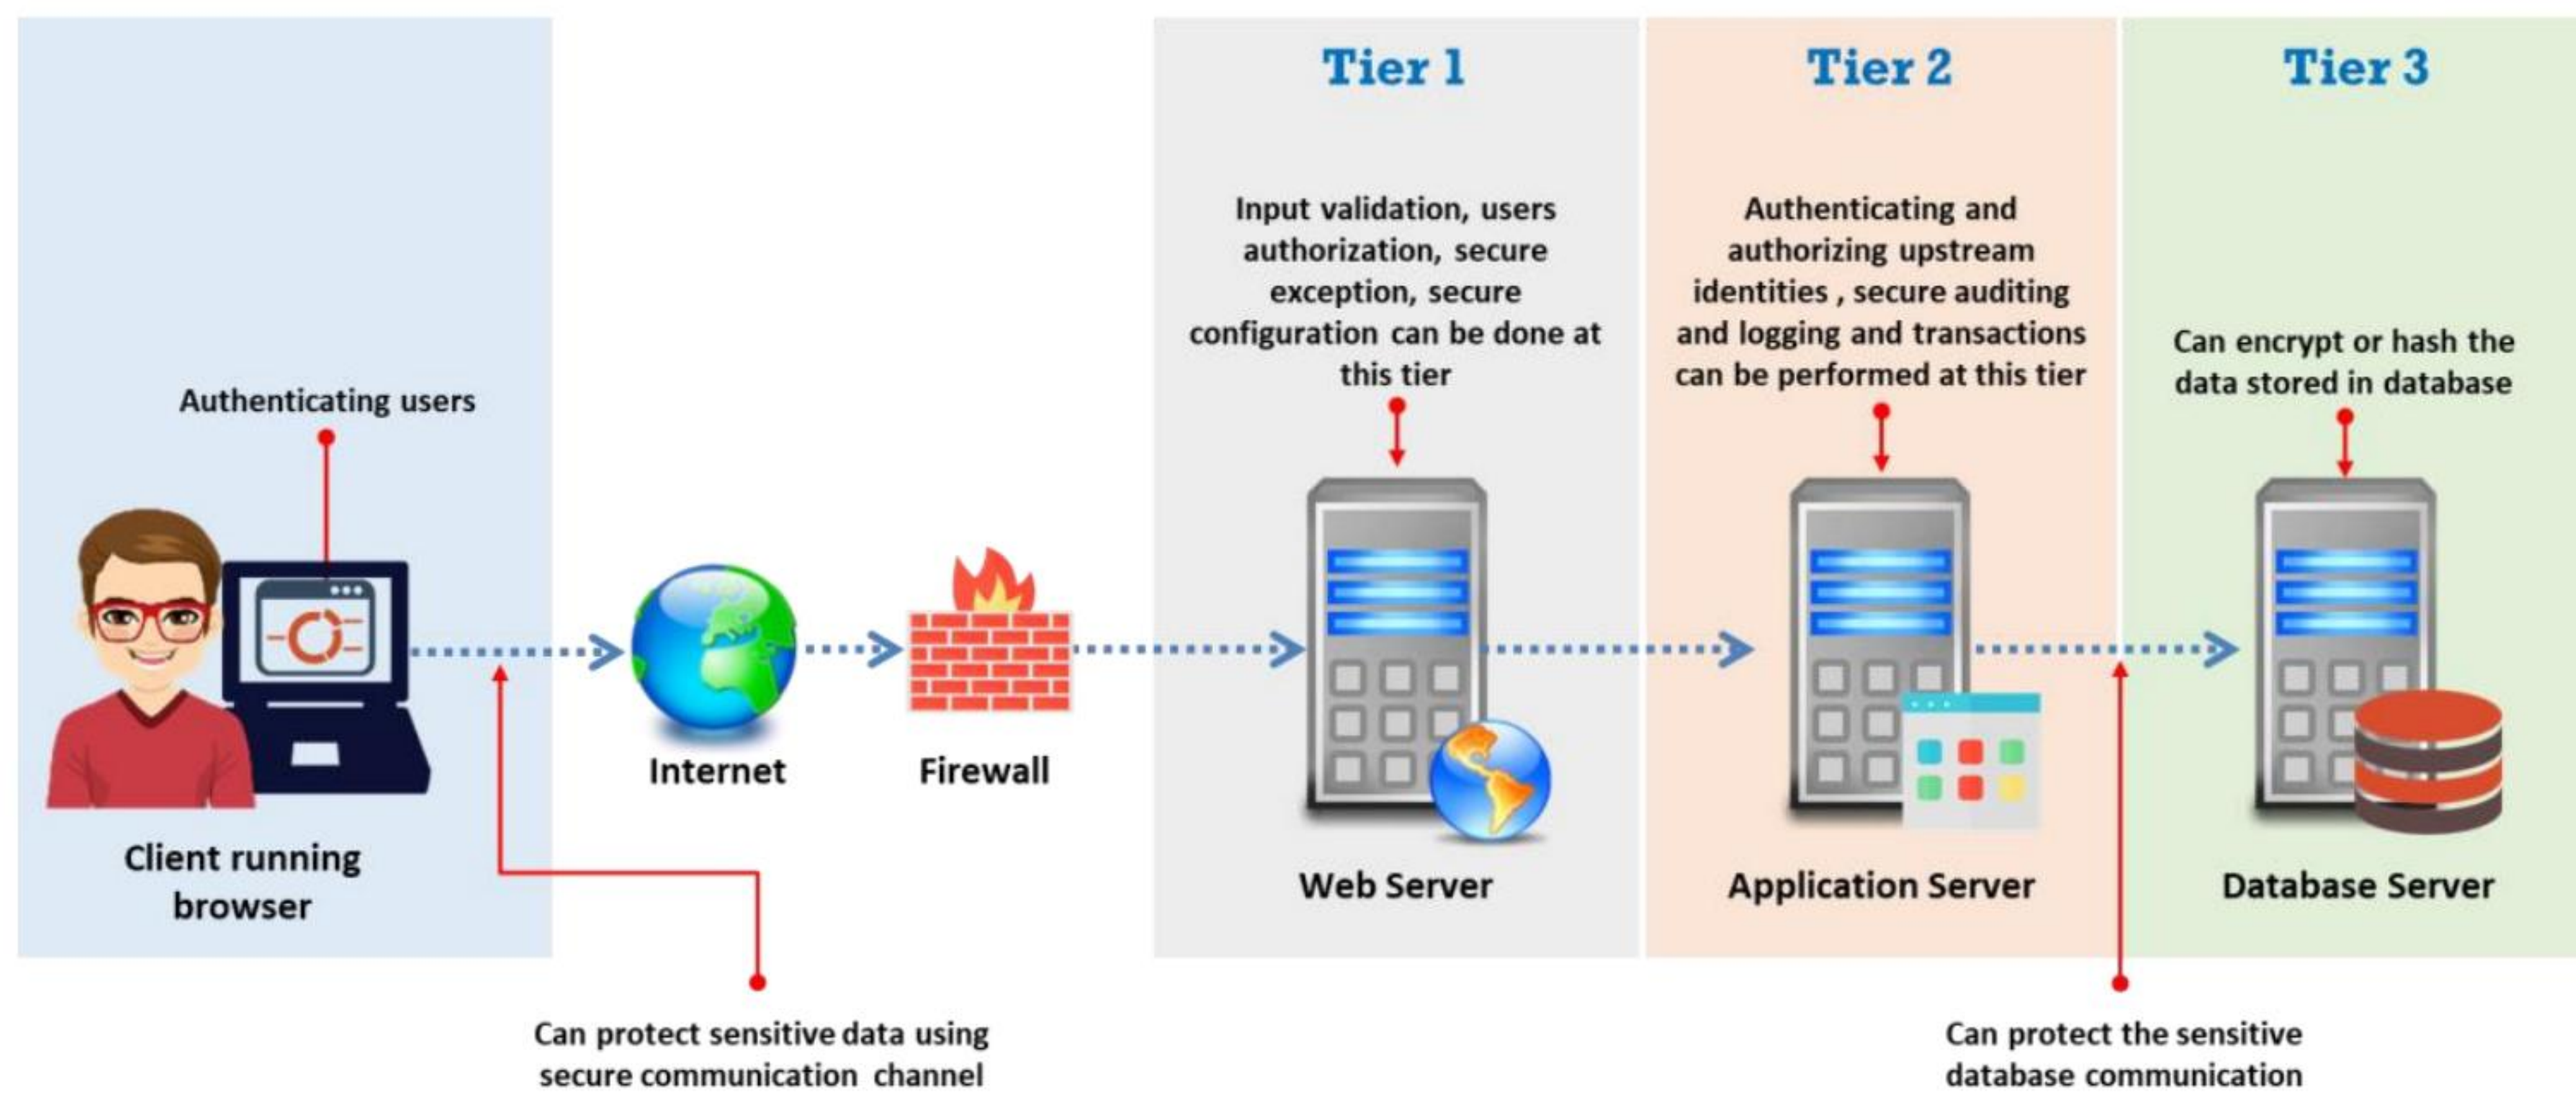 Tier 1
Tier 2
Tier 3
Input validation, users
authorization, secure
exception, secure
configuration can be done at
this tier
Authenticating and
authorizing upstream
identities , secure auditing
and logging and transactions
can be performed at this tier
Can encrypt or hash the
data stored in database
Authenticating users
Internet
Firewall
Client running
browser
Web Server
Application Server
Database Server
Can protect sensitive data using
secure communication channel
Can protect the sensitive
database communication